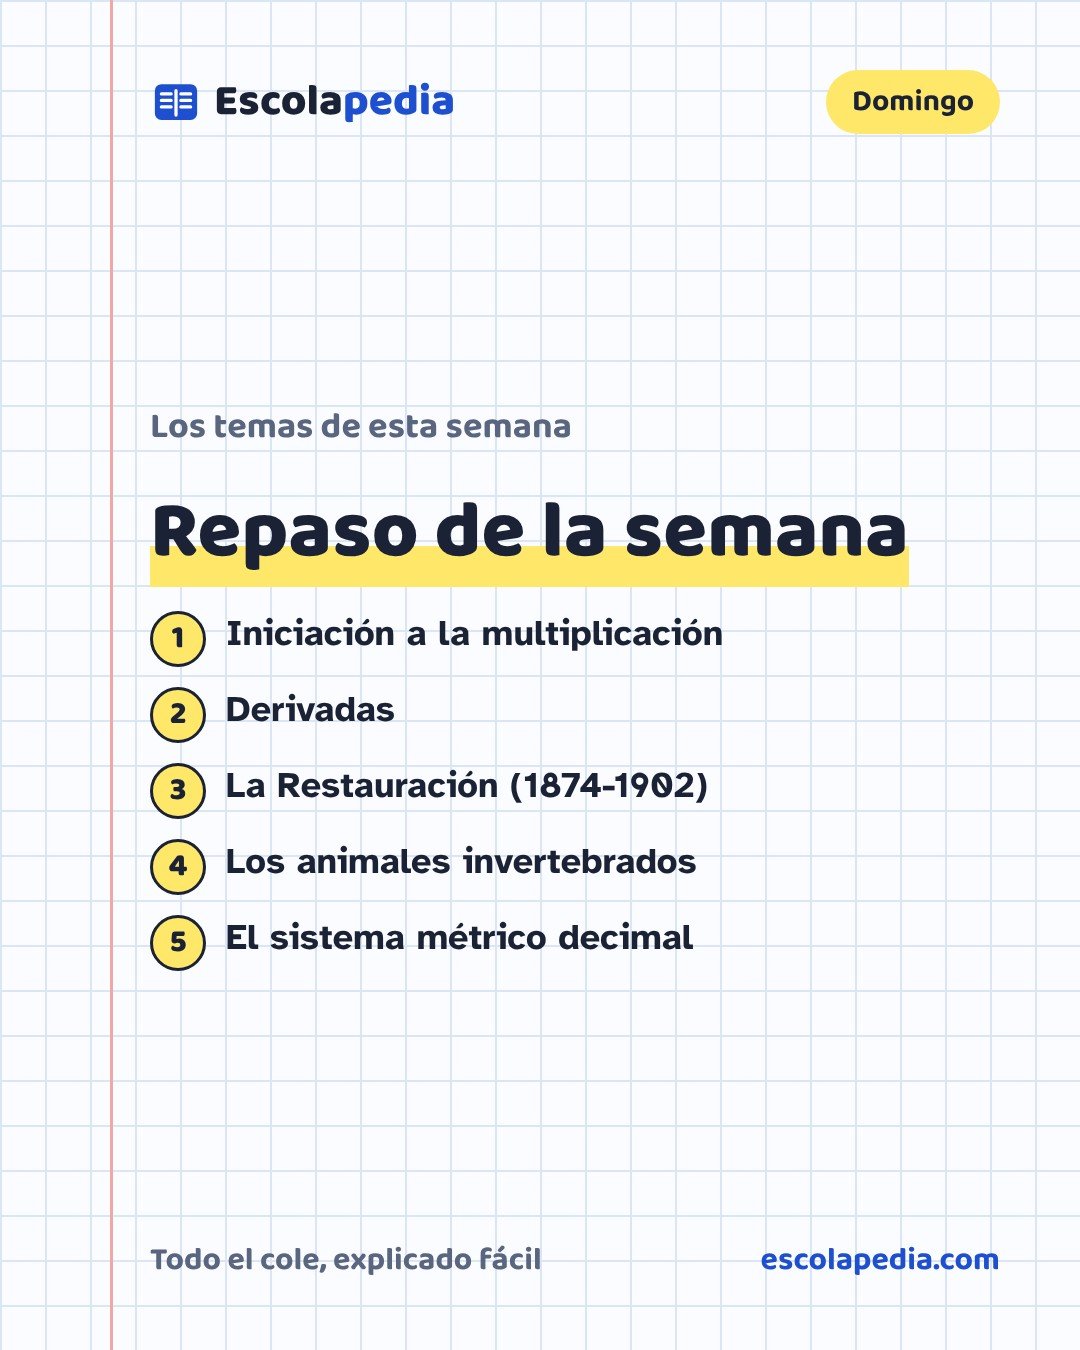 Escolapedia
Domingo
Los temas de esta semana
Repaso de la semana
1 Iniciación a la multiplicación
2 Derivadas
3 La Restauración (1874-1902)
4 Los animales invertebrados
5 El sistema métrico decimal
Todo el cole, explicado fácil
escolapedia.com